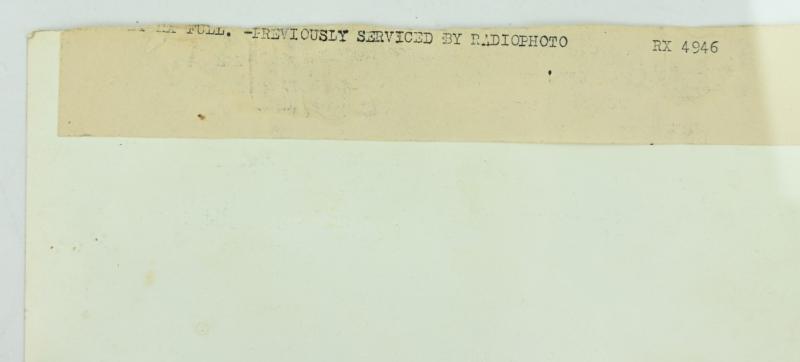 FULL. -PREVIOUSLY SERVICED BY RADIOPHOTO RX 4946